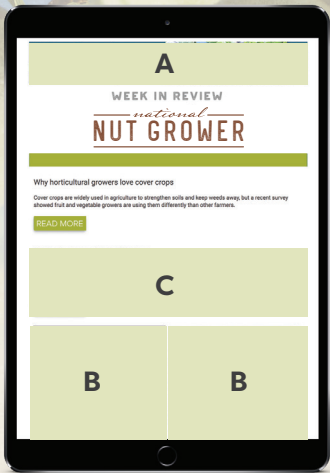 A
WEEK IN REVIEW
national
NUT GROWER
Why horticultural growers love cover crops
Cover crops are widely used in agriculture to strengthen soils and keep weeds away, but a recent survey
showed fruit and vegetable growers are using them differently than other farmers.
READ MORE
C
B B